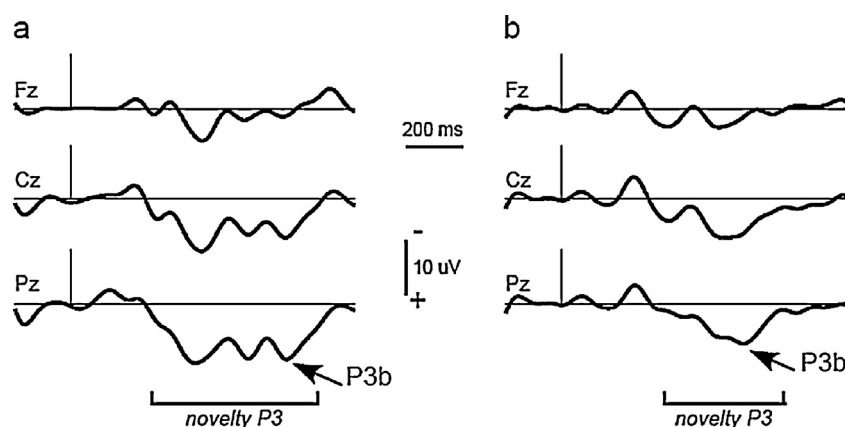 a
b
Fz
Fz
200 ms
Cz
Cz
-
10 uV
+
Pz
Pz
P3b
P3b
novelty P3
novelty P3